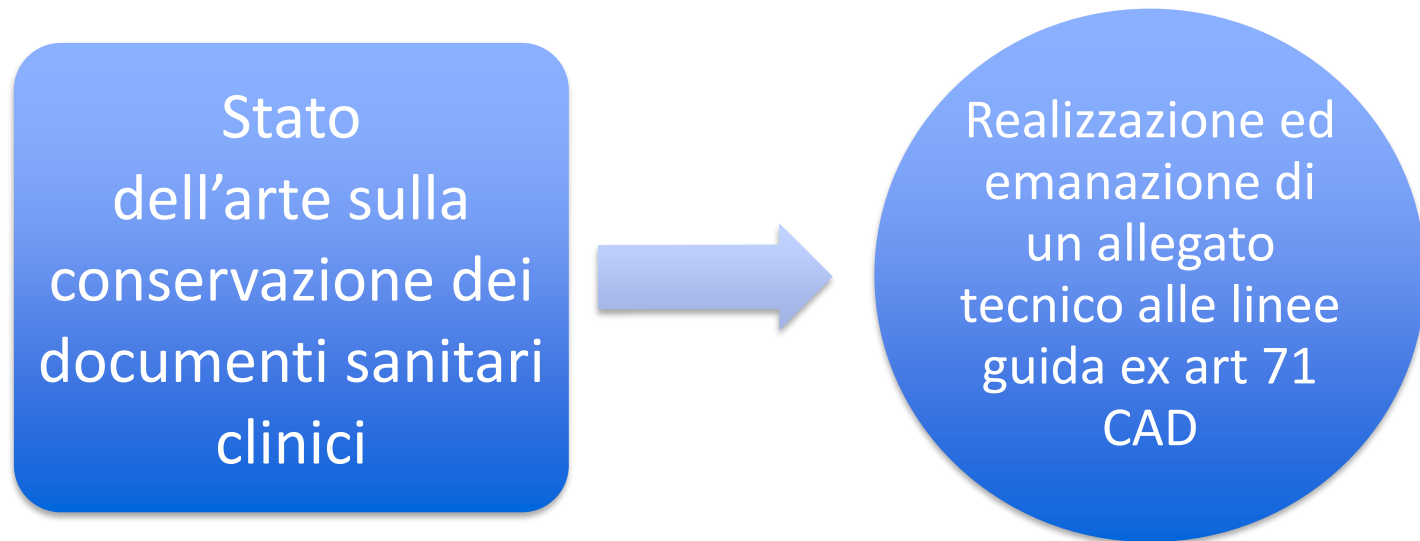 Stato
dell’arte sulla
conservazione dei
documenti sanitari
clinici
Realizzazione ed
emanazione di
un allegato
tecnico alle linee
guida ex art 71
CAD